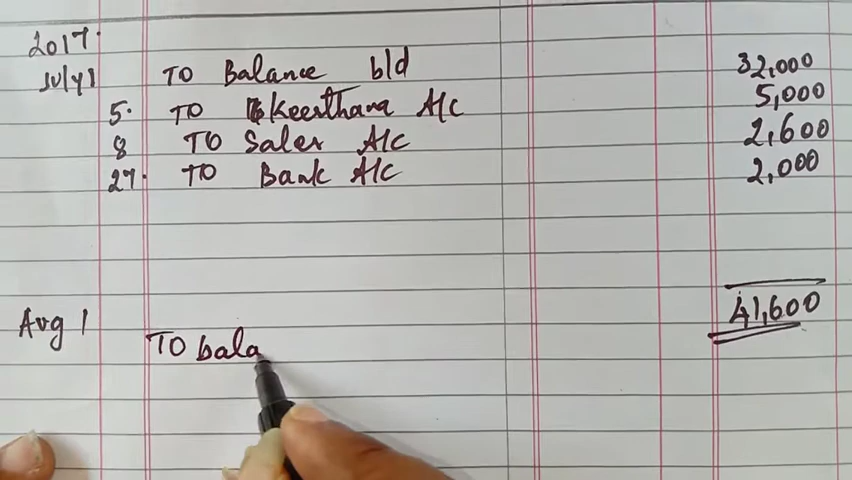 2017.
July 1 TO Balance b/d 32,000
5. TO Keerthana A/C 5,000
8 TO Sales A/C 2,600
27. TO Bank A/C 2,000
41,600
Aug 1 TO bala